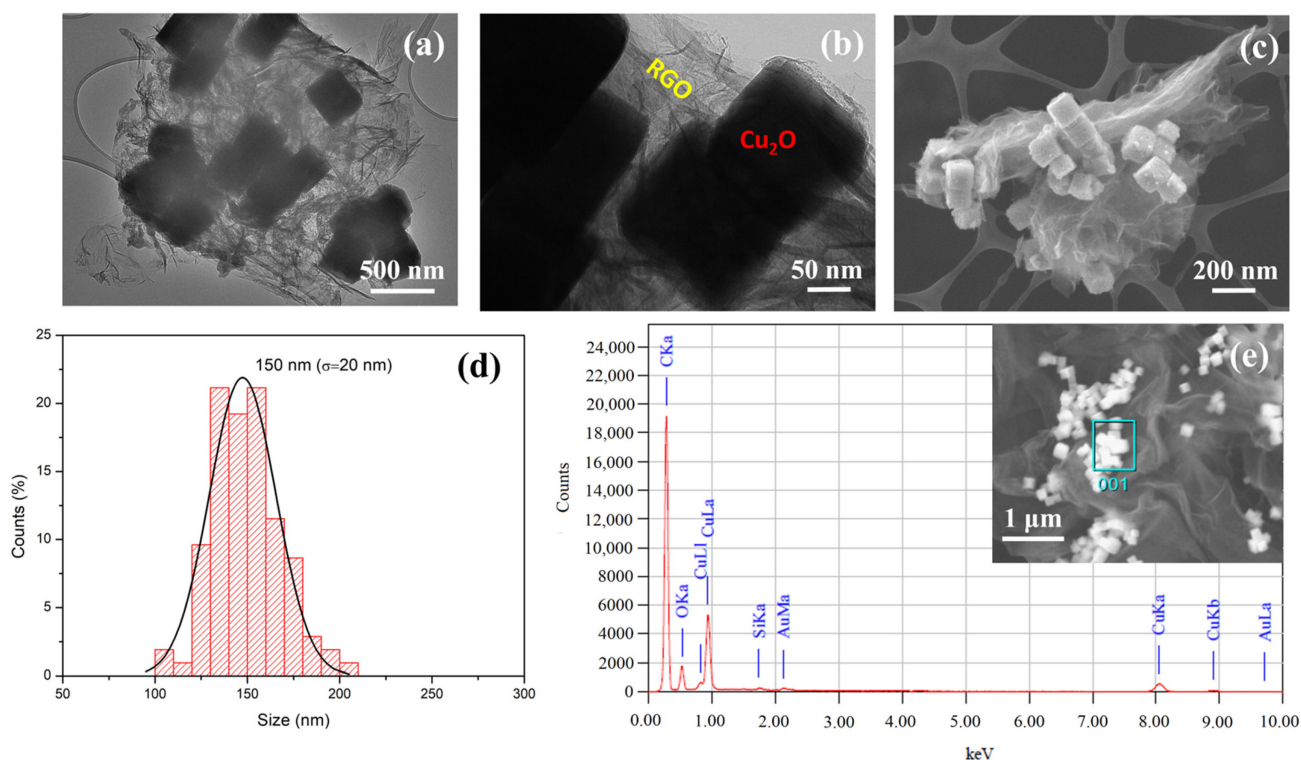 (a)
500 nm
(b)
RGO
Cu₂O
50 nm
(c)
200 nm
(d)
150 nm (σ=20 nm)
25
20
15
10
5
0
Counts (%)
50
100
150
200
250
300
Size (nm)
(e)
001
1 μm
24,000
22,000
20,000
18,000
16,000
14,000
12,000
10,000
8,000
6000
4000
2000
0
Counts
CKa
OKa
CuLl
CuLa
SiKa
AuMa
CuKa
CuKb
AuLa
0.00
1.00
2.00
3.00
4.00
5.00
6.00
7.00
8.00
9.00
10.00
keV